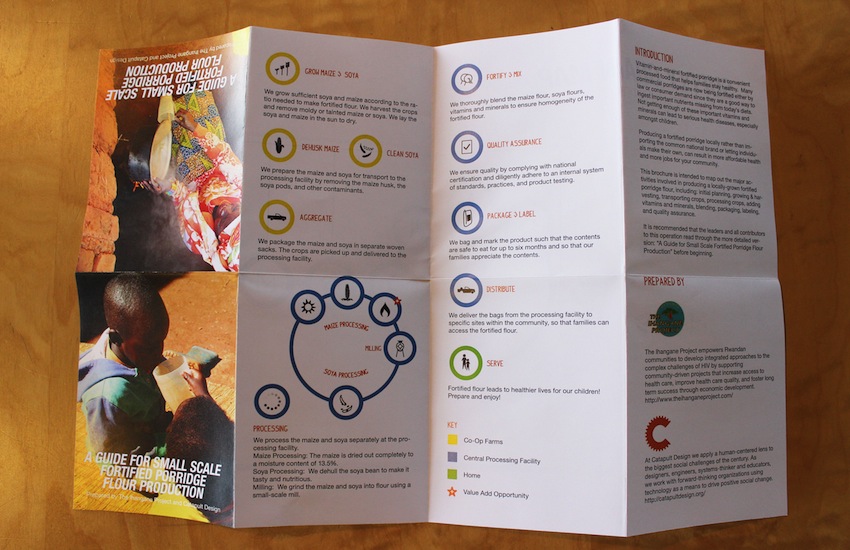 A GUIDE FOR SMALL SCALE
FORTIFIED PORRIDGE
FLOUR PRODUCTION
Prepared by The Ihangane Project and Catapult Design
A GUIDE FOR SMALL SCALE
FORTIFIED PORRIDGE
FLOUR PRODUCTION
Prepared by The Ihangane Project and Catapult Design
GROW MAIZE & SOYA
We grow sufficient soya and maize according to the ra-
tio needed to make fortified flour. We harvest the crops
and remove moldy or tainted maize or soya. We lay the
soya and maize in the sun to dry.
DEHUSK MAIZE
CLEAN SOYA
We prepare the maize and soya for transport to the
processing facility by removing the maize husk, the
soya pods, and other contaminants.
AGGREGATE
We package the maize and soya in separate woven
sacks. The crops are picked up and delivered to the
processing facility.
MAIZE PROCESSING
MILLING
SOYA PROCESSING
PROCESSING
We process the maize and soya separately at the pro-
cessing facility.
Maize Processing: The maize is dried out completely to
a moisture content of 13.5%.
Soya Processing: We dehull the soya bean to make it
tasty and nutritious.
Milling: We grind the maize and soya into flour using a
small-scale mill.
FORTIFY & MIX
We thoroughly blend the maize flour, soya flours,
vitamins and minerals to ensure homogeneity of the
fortified flour.
QUALITY ASSURANCE
We ensure quality by complying with national
certification and diligently adhere to an internal system
of standards, practices, and product testing.
PACKAGE & LABEL
We bag and mark the product such that the contents
are safe to eat for up to six months and so that our
families appreciate the contents.
DISTRIBUTE
We deliver the bags from the processing facility to
specific sites within the community, so that families can
access the fortified flour.
SERVE
Fortified flour leads to healthier lives for our children!
Prepare and enjoy!
KEY
Co-Op Farms
Central Processing Facility
Home
Value Add Opportunity
INTRODUCTION
Vitamin-and-mineral fortified porridge is a convenient
processed food that helps families stay healthy. Many
commercial porridges are now being fortified either by
law or consumer demand since they are a good way to
ingest important nutrients missing from today's diets.
Not getting enough of these important vitamins and
minerals can lead to serious health diseases, especially
amongst children.
Producing a fortified porridge locally rather than im-
porting the common national brand or letting individu-
als make their own, can result in more affordable health
and more jobs for your community.
This brochure is intended to map out the major ac-
tivities involved in producing a locally-grown fortified
porridge flour, including: initial planning, growing & har-
vesting, transporting crops, processing crops, adding
vitamins and minerals, blending, packaging, labeling,
and quality assurance.
It is recommended that the leaders and all contributors
to this operation read through the more detailed ver-
sion: "A Guide for Small Scale Fortified Porridge Flour
Production" before beginning.
PREPARED BY
THE
IHANGANE
PROJECT
The Ihangane Project empowers Rwandan
communities to develop integrated approaches to the
complex challenges of HIV by supporting
community-driven projects that increase access to
health care, improve health care quality, and foster long
term success through economic development.
http://www.theihanganeproject.com/
At Catapult Design we apply a human-centered lens to
the biggest social challenges of the century. As
designers, engineers, systems-thinker and educators,
we work with forward-thinking organizations using
technology as a means to drive positive social change.
http://catapultdesign.org/